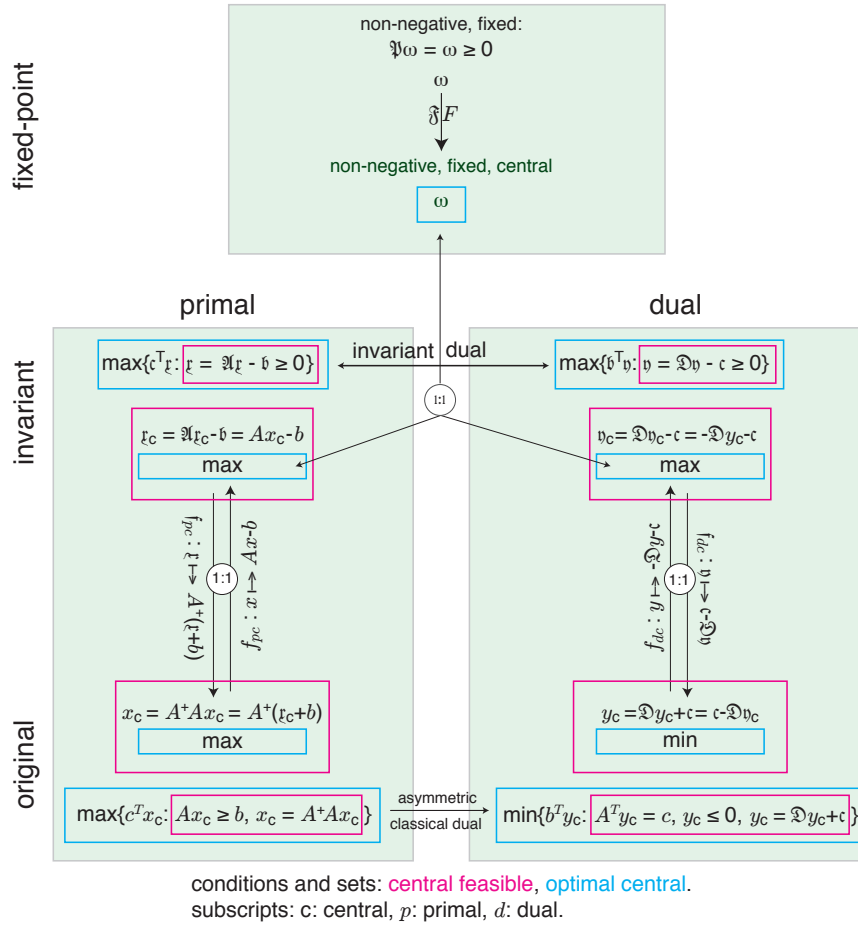 fixed-point
non-negative, fixed:
𝔓ω = ω ≥ 0
ω
𝔉F
non-negative, fixed, central
ω
primal
dual
invariant
max{𝔠ᵀ𝔵: 𝔵 = 𝔄𝔵 - 𝔟 ≥ 0}
invariant dual
max{𝔟ᵀ𝔶: 𝔶 = 𝔇𝔶 - 𝔠 ≥ 0}
1:1
𝔵c = 𝔄𝔵c-𝔟 = Axc-b
max
𝔶c = 𝔇𝔶c-𝔠 = -𝔇yc-𝔠
max
𝔣pc : 𝔵 ↦ A⁺(𝔵+b)
1:1
fpc : x ↦ Ax-b
fdc : y ↦ -𝔇y-𝔠
1:1
𝔣dc : 𝔶 ↦ 𝔠-𝔇𝔶
original
xc = A⁺Axc = A⁺(𝔵c+b)
max
yc =𝔇yc+𝔠= 𝔠-𝔇𝔶c
min
max{cᵀxc: Axc ≥ b, xc = A⁺Axc}
asymmetric
classical dual
min{bᵀyc: Aᵀyc = c, yc ≤ 0, yc = 𝔇yc+𝔠}
conditions and sets: central feasible, optimal central.
subscripts: c: central, p: primal, d: dual.